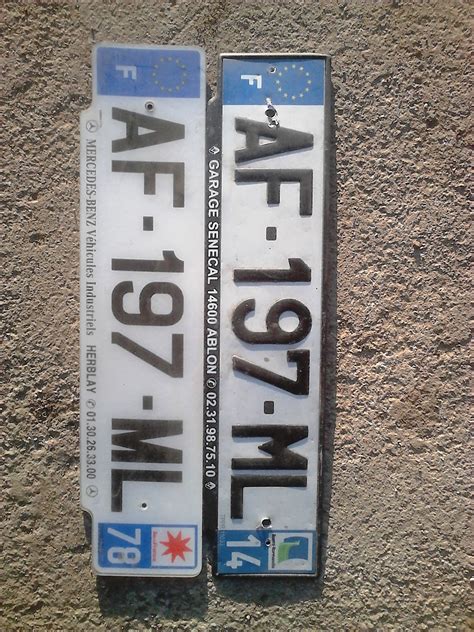 F AF-197-ML 78
MERCEDES-BENZ Véhicules Industriels HERBLAY ✆ 01.30.26.33.00
F AF-197-ML 14
GARAGE SENECAL 14600 ABLON ✆ 02.31.98.75.10